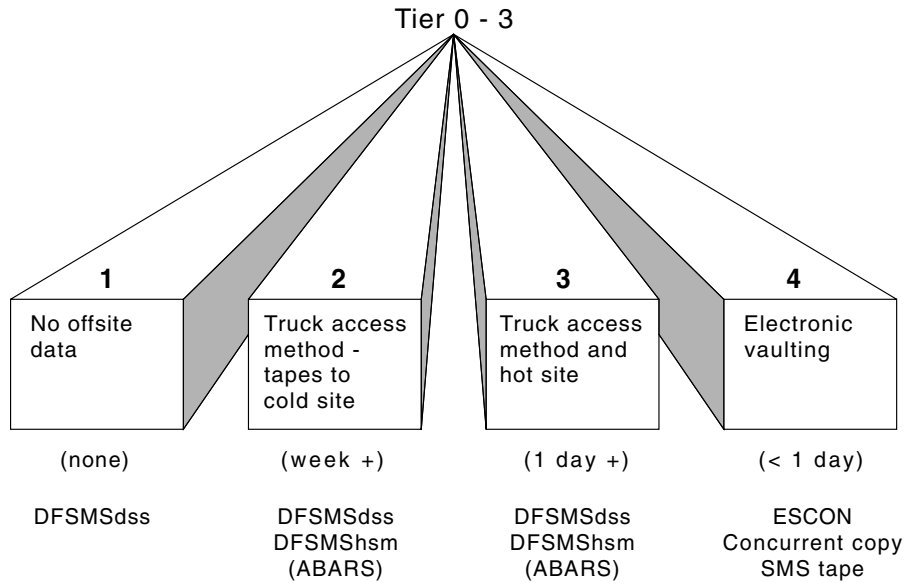 Tier 0 - 3
1
No offsite
data
(none)
DFSMSdss
2
Truck access
method -
tapes to
cold site
(week +)
DFSMSdss
DFSMShsm
(ABARS)
3
Truck access
method and
hot site
(1 day +)
DFSMSdss
DFSMShsm
(ABARS)
4
Electronic
vaulting
(< 1 day)
ESCON
Concurrent copy
SMS tape